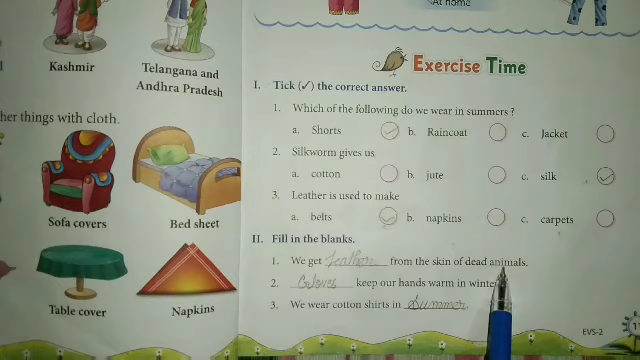 At home
Kashmir
Telangana and
Andhra Pradesh
her things with cloth.
Sofa covers
Bed sheet
Table cover
Napkins
Exercise Time
I. Tick (✓) the correct answer.
1. Which of the following do we wear in summers ?
a. Shorts ✓ b. Raincoat c. Jacket
2. Silkworm gives us
a. cotton b. jute c. silk ✓
3. Leather is used to make
a. belts ✓ b. napkins c. carpets
II. Fill in the blanks.
1. We get Leather from the skin of dead animals.
2. Gloves keep our hands warm in winte
3. We wear cotton shirts in Summer.
EVS-2